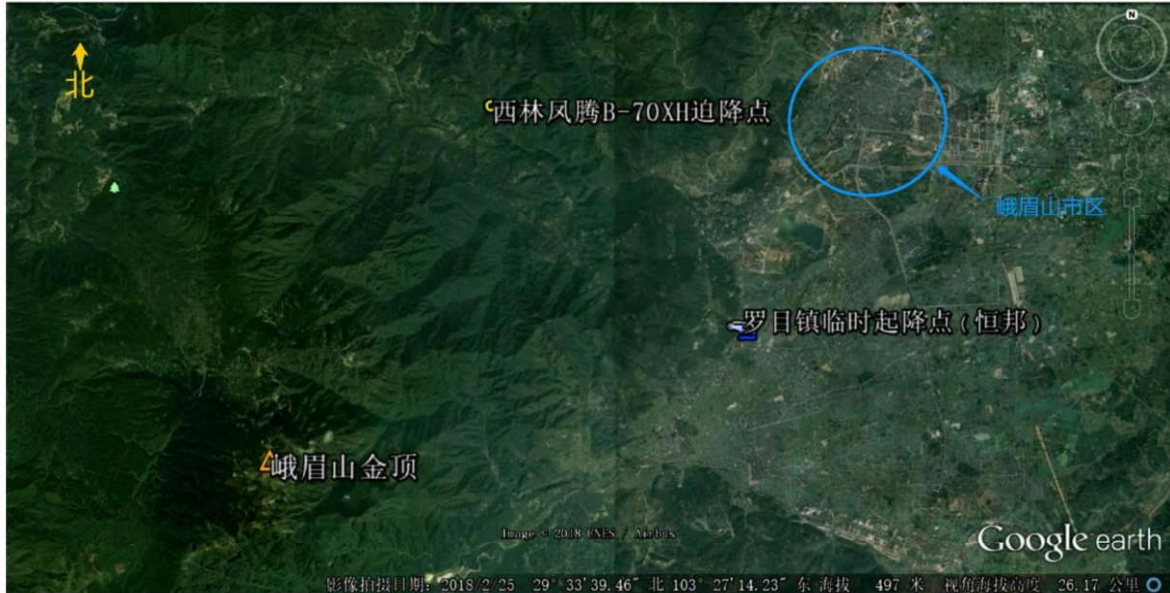 N
北
西林凤腾B-70XH迫降点
峨眉山市区
罗目镇临时起降点（恒邦）
峨眉山金顶
Image © 2018 CNES / Airbus
Google earth
影像拍摄日期: 2018/2/25 29° 33'39.46" 北 103° 27'14.23" 东 海拔 497 米 视角海拔高度 26.17 公里